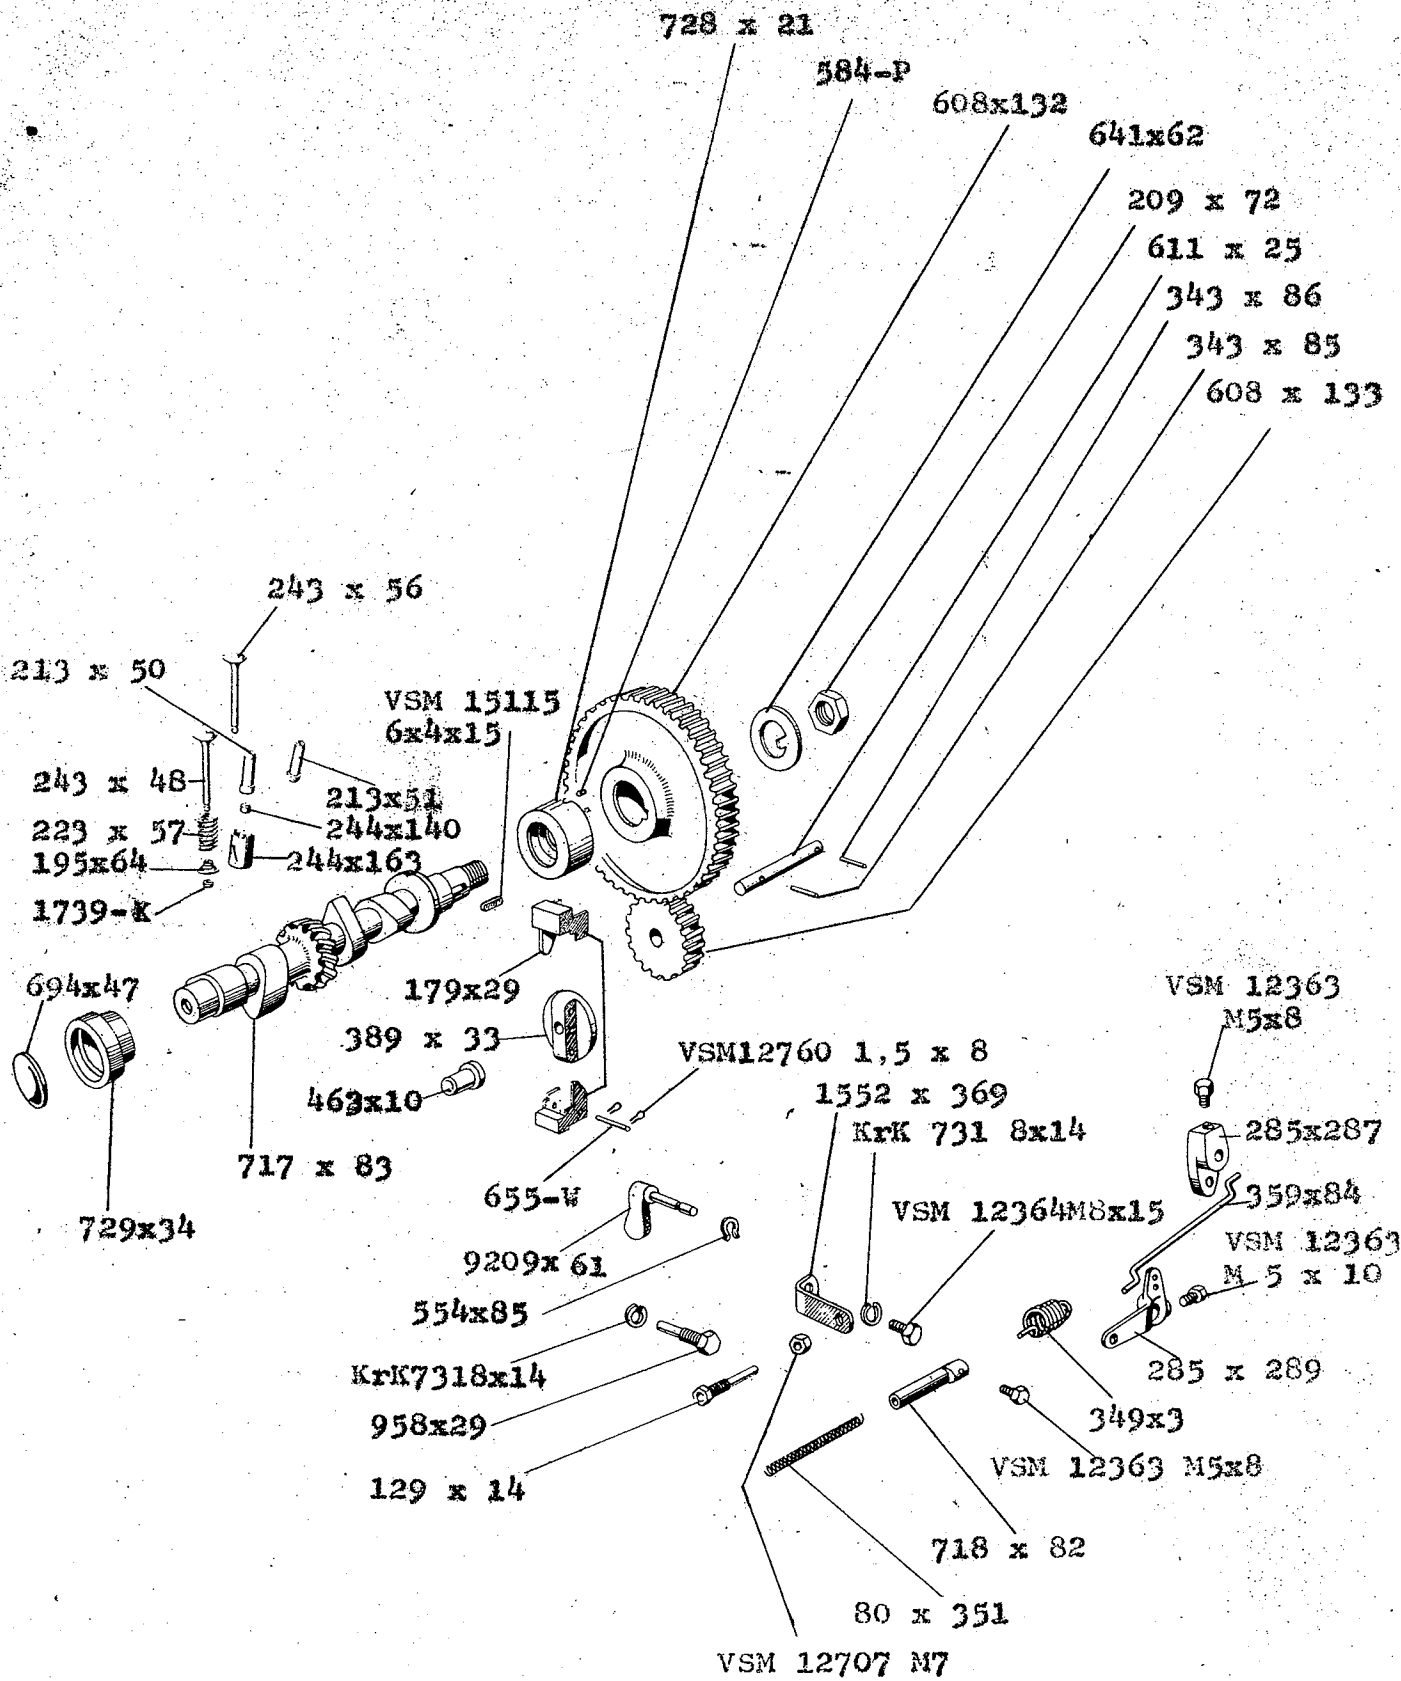 728 x 21
584-P
608x132
641x62
209 x 72
611 x 25
343 x 86
343 x 85
608 x 133
243 x 56
213 x 50
VSM 15115
6x4x15
243 x 48
213x51
223 x 57
244x140
195x64
244x163
1739-K
694x47
179x29
VSM 12363
M5x8
389 x 33
VSM12760 1,5 x 8
463x10
1552 x 369
KrK 731 8x14
285x287
717 x 83
655-W
359x84
729x34
VSM 12364M8x15
9209x 61
VSM 12363
M 5 x 10
554x85
KrK7318x14
285 x 289
958x29
349x3
129 x 14
VSM 12363 M5x8
718 x 82
80 x 351
VSM 12707 M7